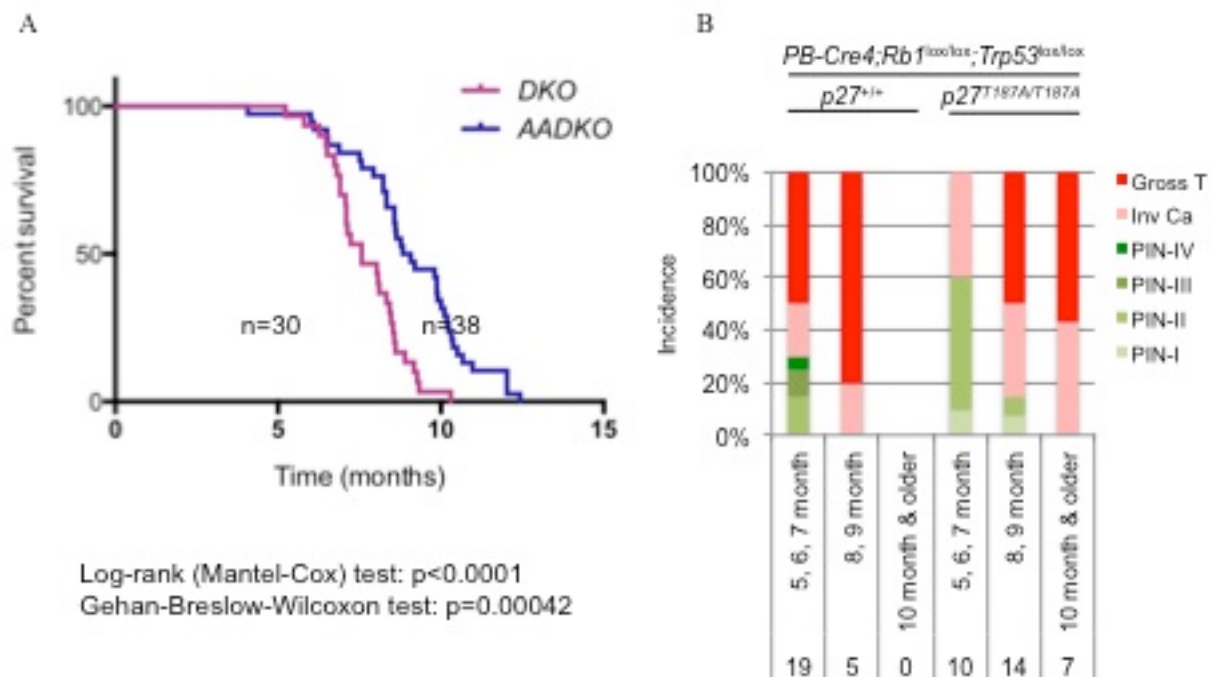 A
Percent survival
100
50
0
0 5 10 15
Time (months)
DKO
AADKO
n=30
n=38
Log-rank (Mantel-Cox) test: p<0.0001
Gehan-Breslow-Wilcoxon test: p=0.00042
B
PB-Cre4;Rb1lox/lox;Trp53lox/lox
p27+/+ p27T187A/T187A
Incidence
100%
80%
60%
40%
20%
0%
Gross T
Inv Ca
PIN-IV
PIN-III
PIN-II
PIN-I
5, 6, 7 month
8, 9 month
10 month & older
5, 6, 7 month
8, 9 month
10 month & older
19 5 0 10 14 7